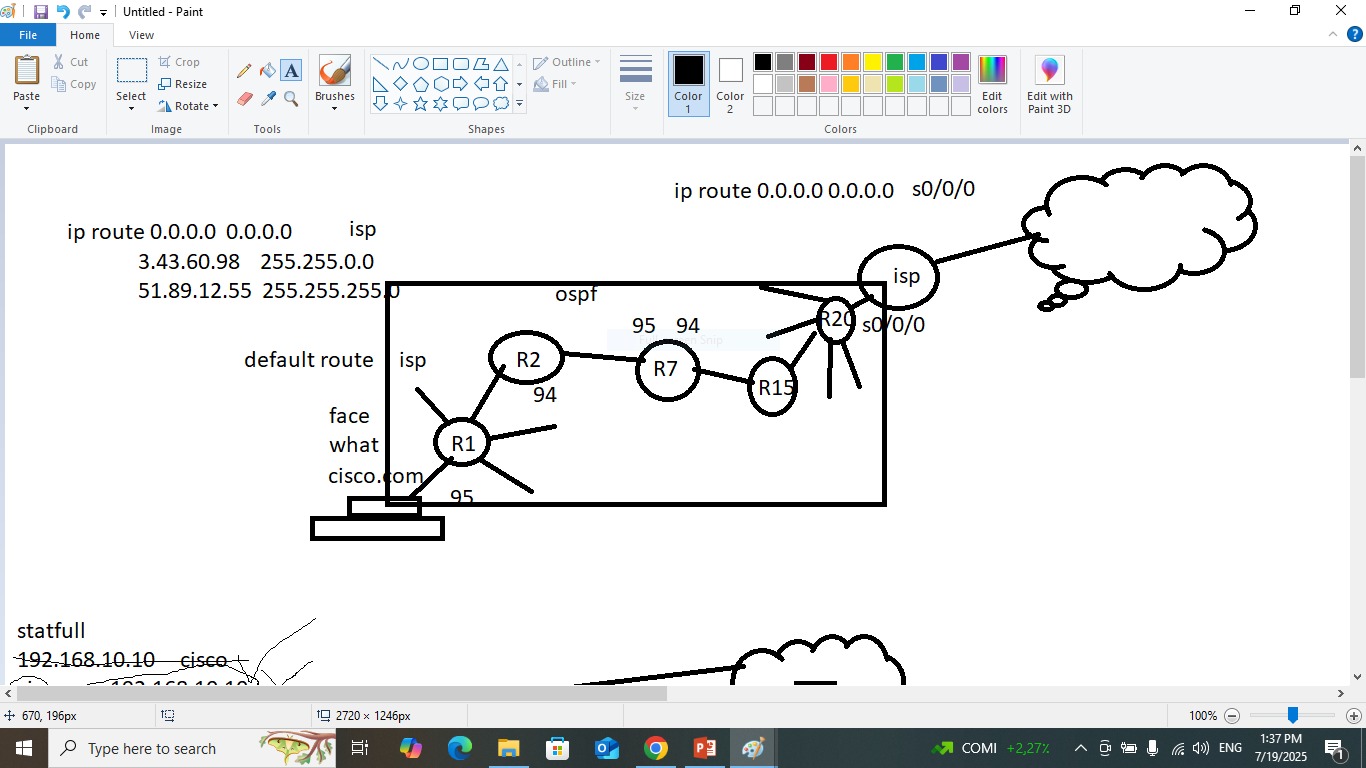 Untitled - Paint
File Home View
Paste
Cut
Copy
Clipboard
Select
Crop
Resize
Rotate
Image
Tools
Brushes
Shapes
Outline
Fill
Size
Color 1
Color 2
Colors
Edit colors
Edit with Paint 3D
ip route 0.0.0.0 0.0.0.0 s0/0/0
ip route 0.0.0.0 0.0.0.0 isp
3.43.60.98 255.255.0.0
51.89.12.55 255.255.255.0
isp
ospf
R20
s0/0/0
95 94
default route isp
R2
R7
R15
94
face
what
R1
cisco.com
95
statfull
192.168.10.10 cisco
192.168.10.10
670, 196px
2720 × 1246px
100%
Type here to search
COMI +2,27%
ENG
1:37 PM
7/19/2025
1